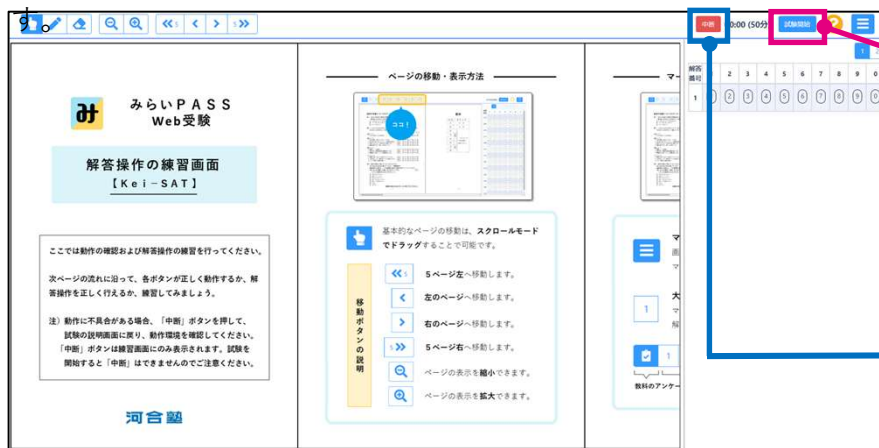 す。
5
5
中断
00:00 (50分
試験開始
?
み
みらいPASS
Web受験
解答操作の練習画面
【Kei-SAT】
ここでは動作の確認および解答操作の練習を行ってください。
次ページの流れに沿って、各ボタンが正しく動作するか、解
答操作を正しく行えるか、練習してみましょう。
注）動作に不具合がある場合、「中断」ボタンを押して、
試験の説明画面に戻り、動作環境を確認してください。
「中断」ボタンは練習画面にのみ表示されます。試験を
開始すると「中断」はできませんのでご注意ください。
河合塾
ページの移動・表示方法
ココ！
基本的なページの移動は、スクロールモード
でドラッグすることで可能です。
移動ボタンの説明
5 5ページ左へ移動します。
左のページへ移動します。
右のページへ移動します。
5 5ページ右へ移動します。
ページの表示を縮小できます。
ページの表示を拡大できます。
マー
マ
画
マ
1
大
マ
解
1
教科のアンケー
1 2
解答
番号
2 3 4 5 6 7 8 9 0
1 1 2 3 4 5 6 7 8 9 0